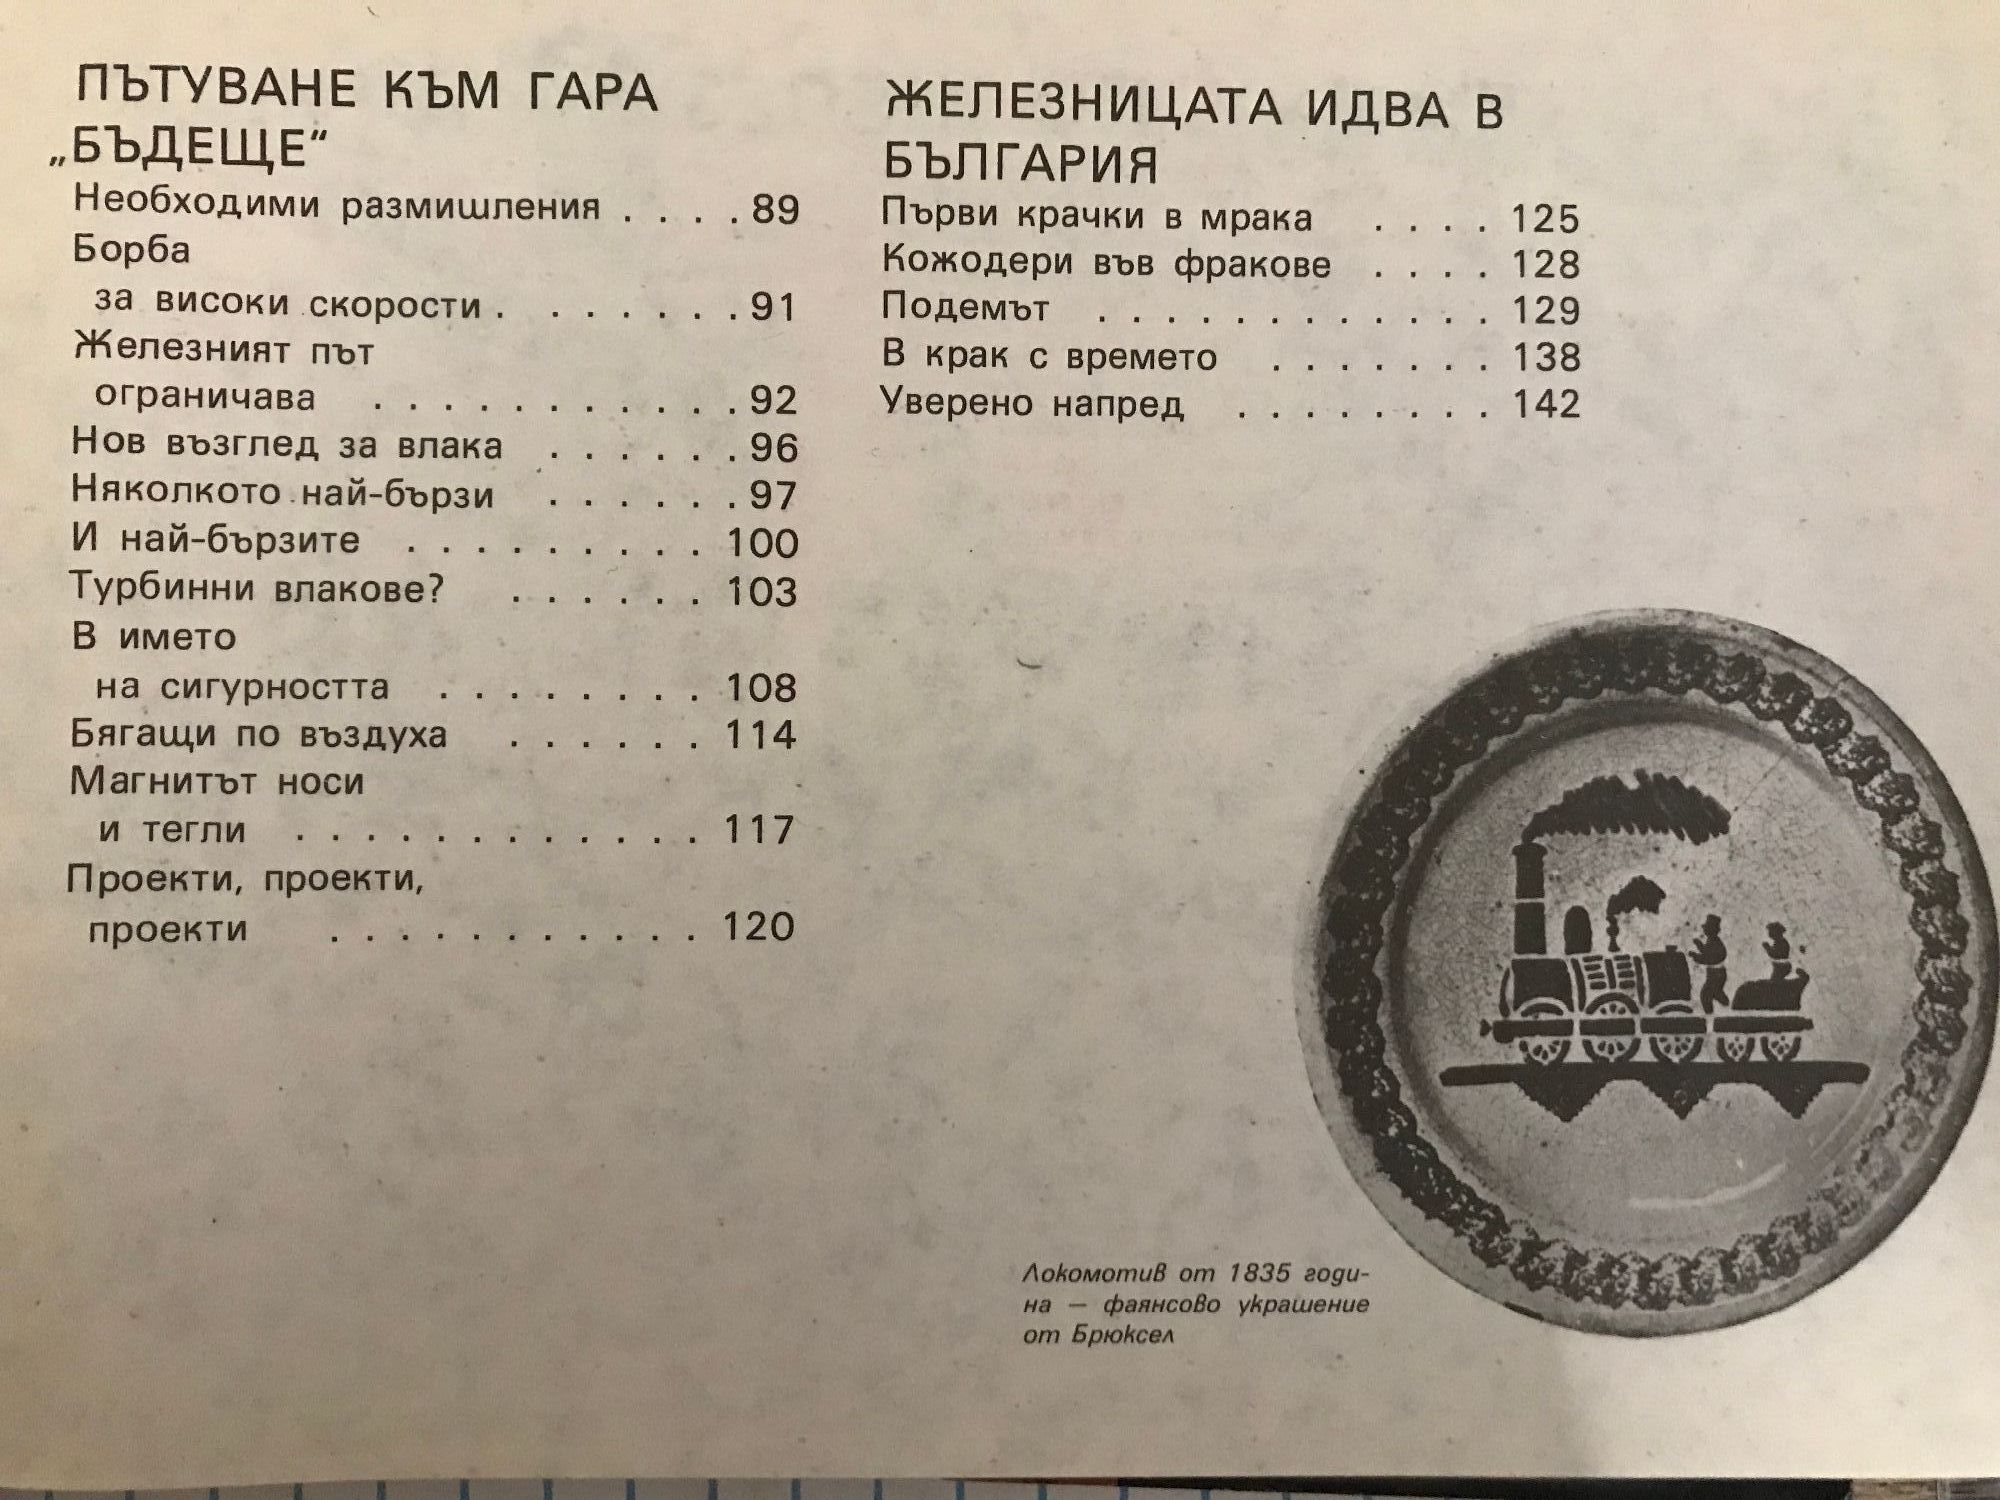 ПЪТУВАНЕ КЪМ ГАРА
„БЪДЕЩЕ“
Необходими размишления . . . . 89
Борба
за високи скорости . . . . . . . 91
Железният път
ограничава . . . . . . . . . . . 92
Нов възглед за влака . . . . . . 96
Няколкото най-бързи . . . . . . 97
И най-бързите . . . . . . . . . 100
Турбинни влакове? . . . . . . 103
В името
на сигурността . . . . . . . . 108
Бягащи по въздуха . . . . . . 114
Магнитът носи
и тегли . . . . . . . . . . . . 117
Проекти, проекти,
проекти . . . . . . . . . . . 120
ЖЕЛЕЗНИЦАТА ИДВА В
БЪЛГАРИЯ
Първи крачки в мрака . . . . 125
Кожодери във фракове . . . . 128
Подемът . . . . . . . . . . . . 129
В крак с времето . . . . . . . 138
Уверено напред . . . . . . . . 142
Локомотив от 1835 годи-
на — фаянсово украшение
от Брюксел